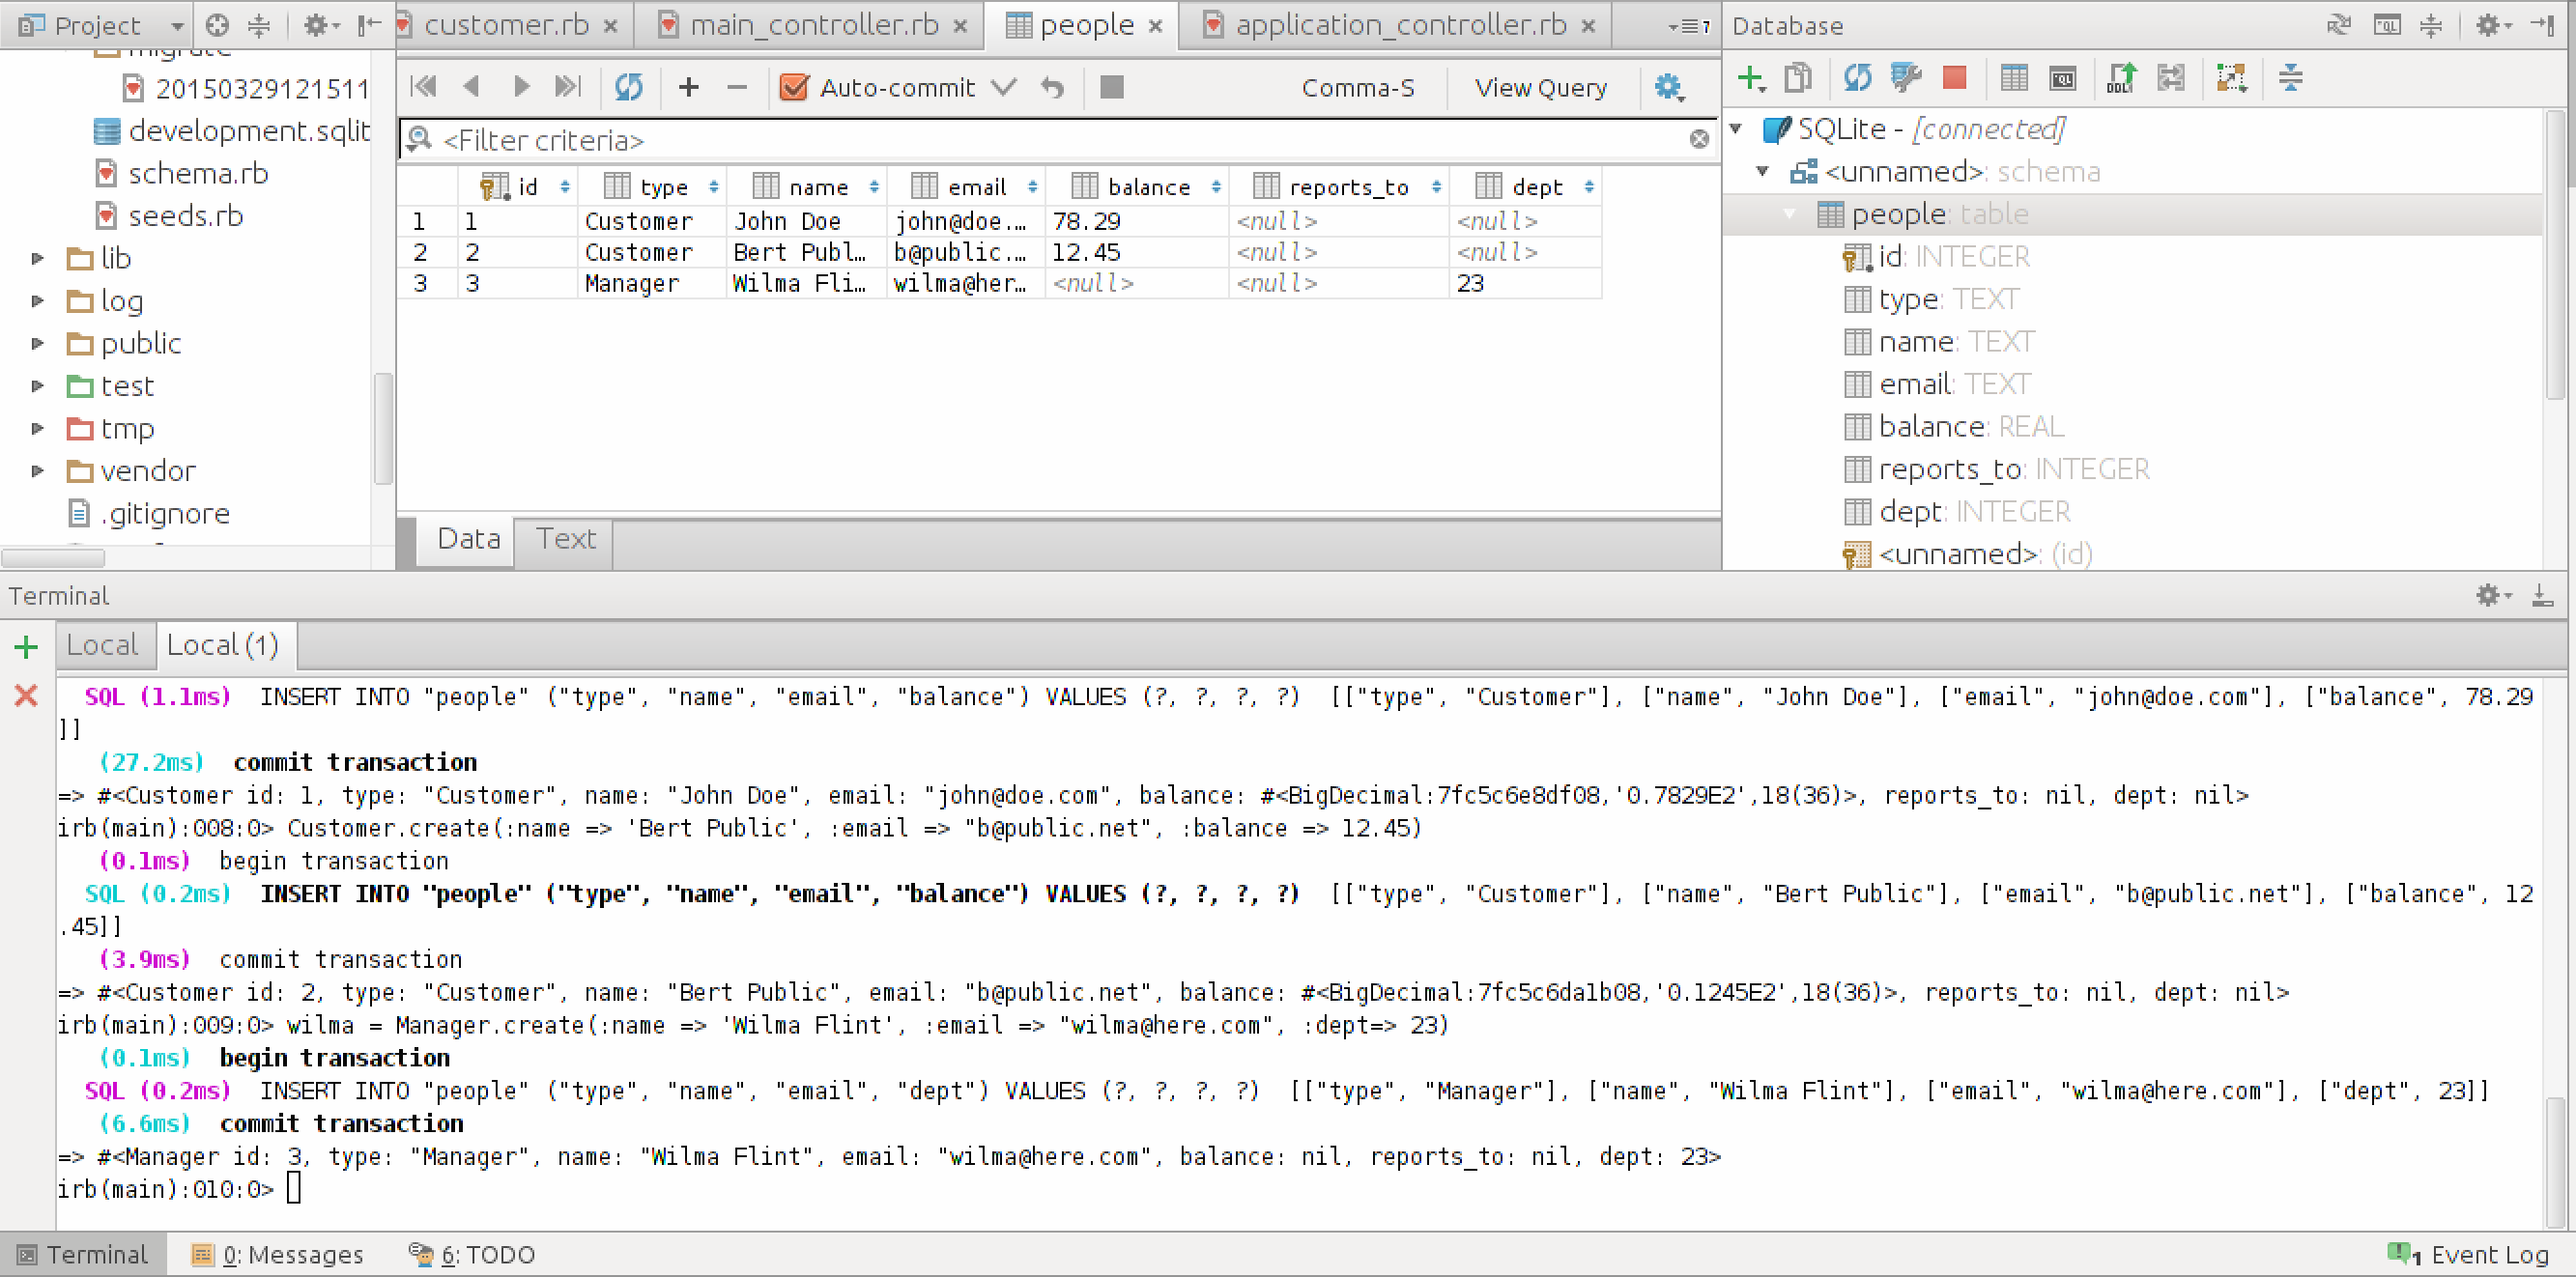 Project
customer.rb
main_controller.rb
people
application_controller.rb
7
Database
migrate
20150329121511
development.sqlit
schema.rb
seeds.rb
lib
log
public
test
tmp
vendor
.gitignore
Auto-commit
Comma-S
View Query
<Filter criteria>
id type name email balance reports_to dept
1 1 Customer John Doe john@doe.... 78.29 <null> <null>
2 2 Customer Bert Publ... b@public.... 12.45 <null> <null>
3 3 Manager Wilma Fli... wilma@her... <null> <null> 23
Data
Text
SQL
SQL
DDL
SQLite - [connected]
<unnamed>: schema
people: table
id: INTEGER
type: TEXT
name: TEXT
email: TEXT
balance: REAL
reports_to: INTEGER
dept: INTEGER
<unnamed>: (id)
Terminal
Local
Local (1)
SQL (1.1ms)  INSERT INTO "people" ("type", "name", "email", "balance") VALUES (?, ?, ?, ?)  [["type", "Customer"], ["name", "John Doe"], ["email", "john@doe.com"], ["balance", 78.29
]]
(27.2ms)  commit transaction
=> #<Customer id: 1, type: "Customer", name: "John Doe", email: "john@doe.com", balance: #<BigDecimal:7fc5c6e8df08,'0.7829E2',18(36)>, reports_to: nil, dept: nil>
irb(main):008:0> Customer.create(:name => 'Bert Public', :email => "b@public.net", :balance => 12.45)
(0.1ms)  begin transaction
SQL (0.2ms)  INSERT INTO "people" ("type", "name", "email", "balance") VALUES (?, ?, ?, ?)  [["type", "Customer"], ["name", "Bert Public"], ["email", "b@public.net"], ["balance", 12
.45]]
(3.9ms)  commit transaction
=> #<Customer id: 2, type: "Customer", name: "Bert Public", email: "b@public.net", balance: #<BigDecimal:7fc5c6da1b08,'0.1245E2',18(36)>, reports_to: nil, dept: nil>
irb(main):009:0> wilma = Manager.create(:name => 'Wilma Flint', :email => "wilma@here.com", :dept=> 23)
(0.1ms)  begin transaction
SQL (0.2ms)  INSERT INTO "people" ("type", "name", "email", "dept") VALUES (?, ?, ?, ?)  [["type", "Manager"], ["name", "Wilma Flint"], ["email", "wilma@here.com"], ["dept", 23]]
(6.6ms)  commit transaction
=> #<Manager id: 3, type: "Manager", name: "Wilma Flint", email: "wilma@here.com", balance: nil, reports_to: nil, dept: 23>
irb(main):010:0>
Terminal
0: Messages
6: TODO
1 Event Log